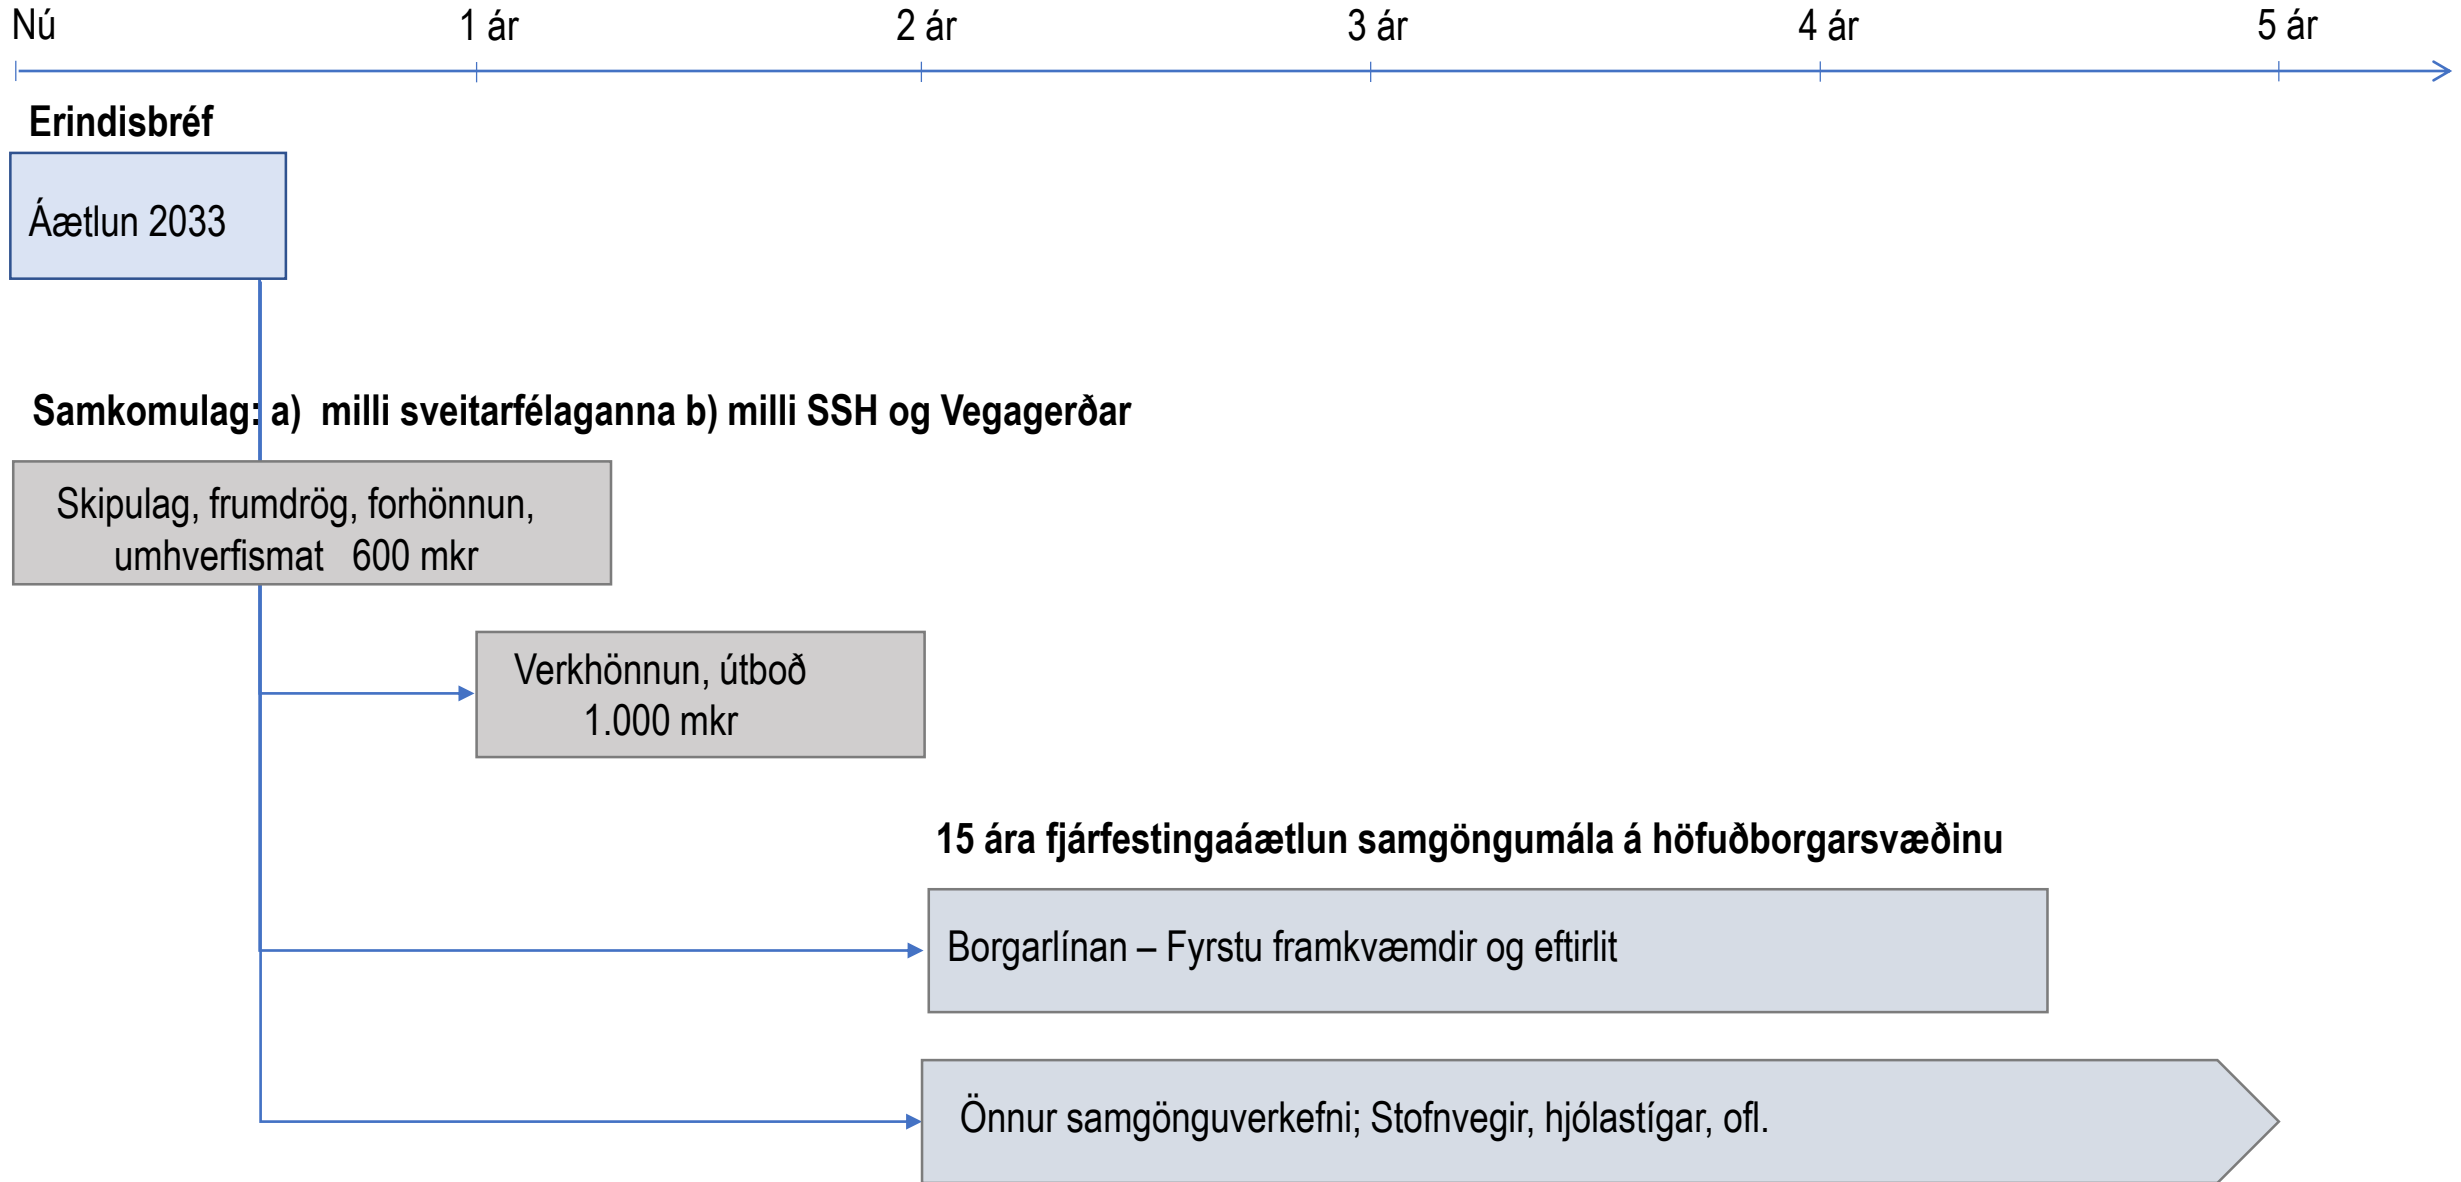 Nú
1 ár
2 ár
3 ár
4 ár
5 ár
Erindisbréf
Áætlun 2033
Samkomulag: a) milli sveitarfélaganna b) milli SSH og Vegagerðar
Skipulag, frumdrög, forhönnun,
umhverfismat 600 mkr
Verkhönnun, útboð
1.000 mkr
15 ára fjárfestingaáætlun samgöngumála á höfuðborgarsvæðinu
Borgarlínan – Fyrstu framkvæmdir og eftirlit
Önnur samgönguverkefni; Stofnvegir, hjólastígar, ofl.